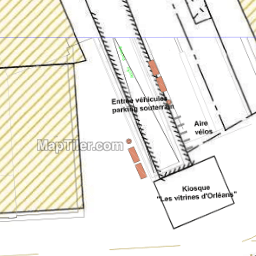 Entrée véhicules
parking souterrain
Aire
vélos
MapTiler.com
Kiosque
"Les vitrines d'Orléans"